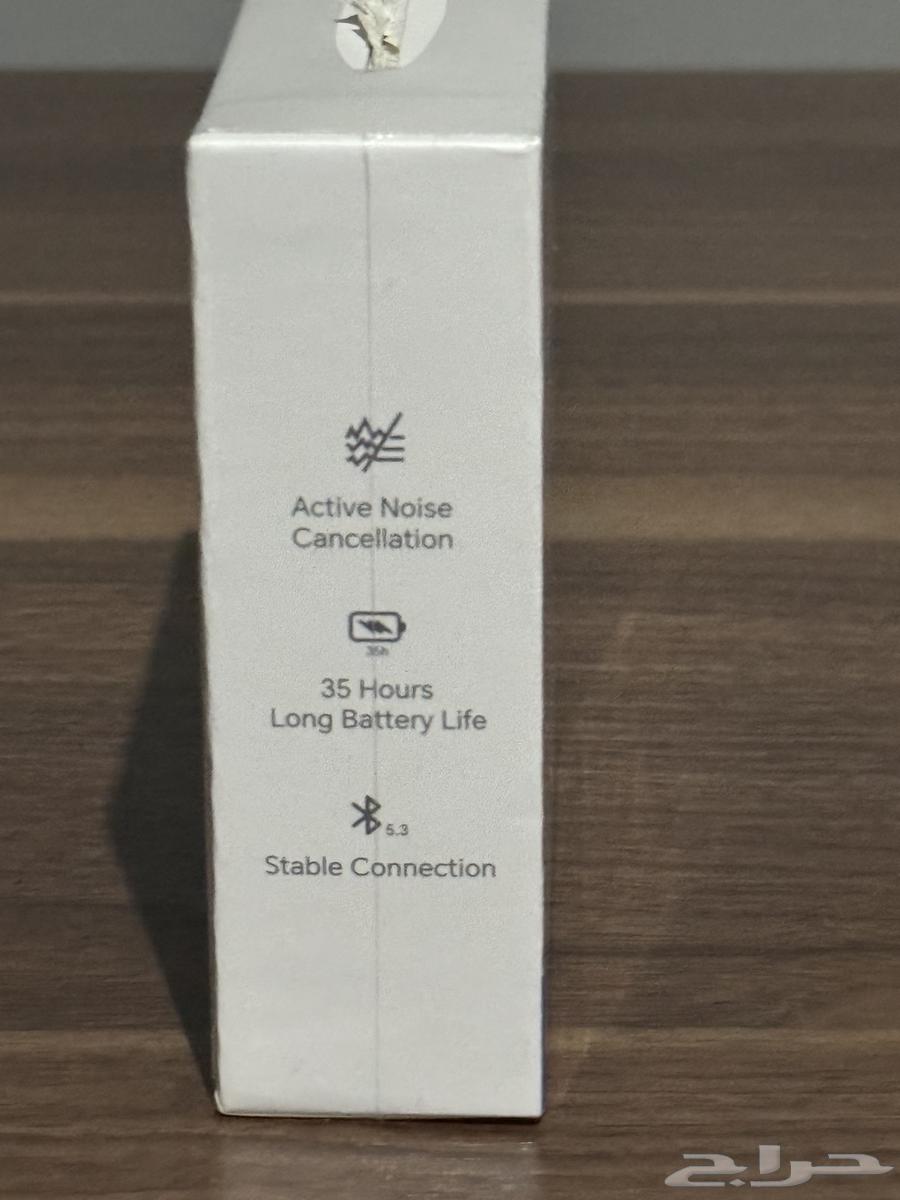 Active Noise
Cancellation
35h
35 Hours
Long Battery Life
5.3
Stable Connection
حراج